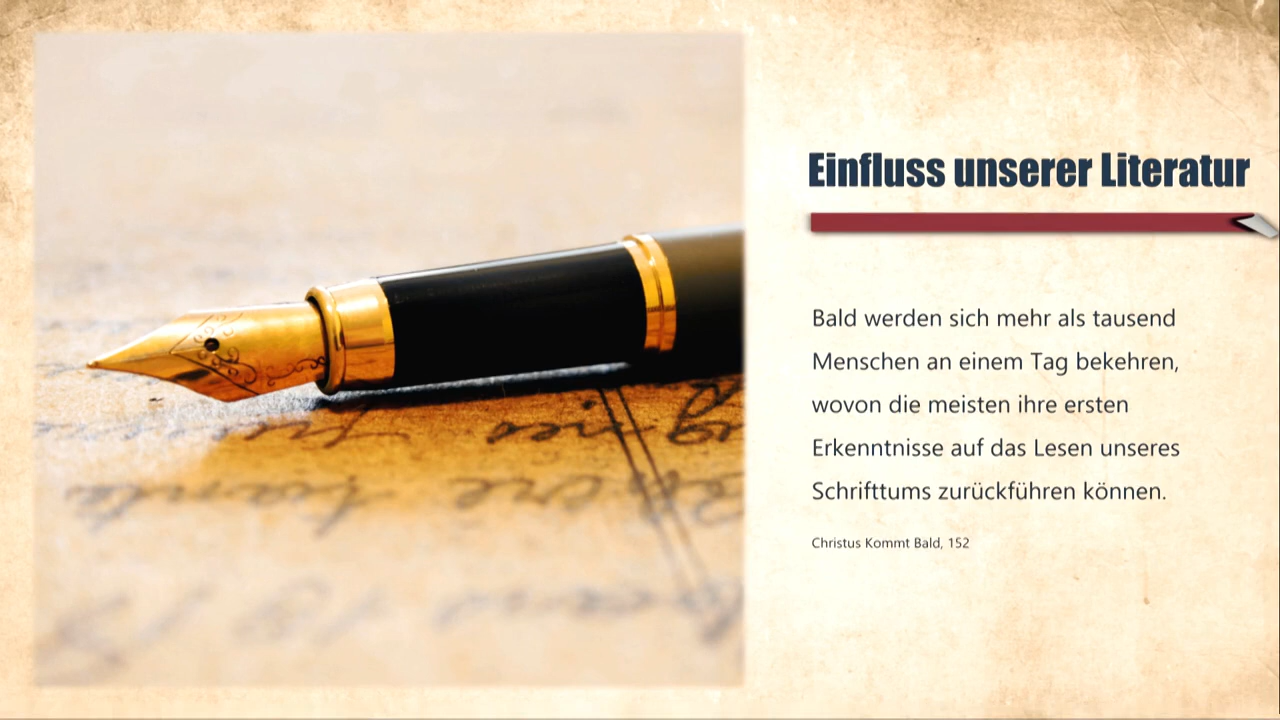 Einfluss unserer Literatur
Bald werden sich mehr als tausend
Menschen an einem Tag bekehren,
wovon die meisten ihre ersten
Erkenntnisse auf das Lesen unseres
Schrifttums zurückführen können.
Christus Kommt Bald, 152